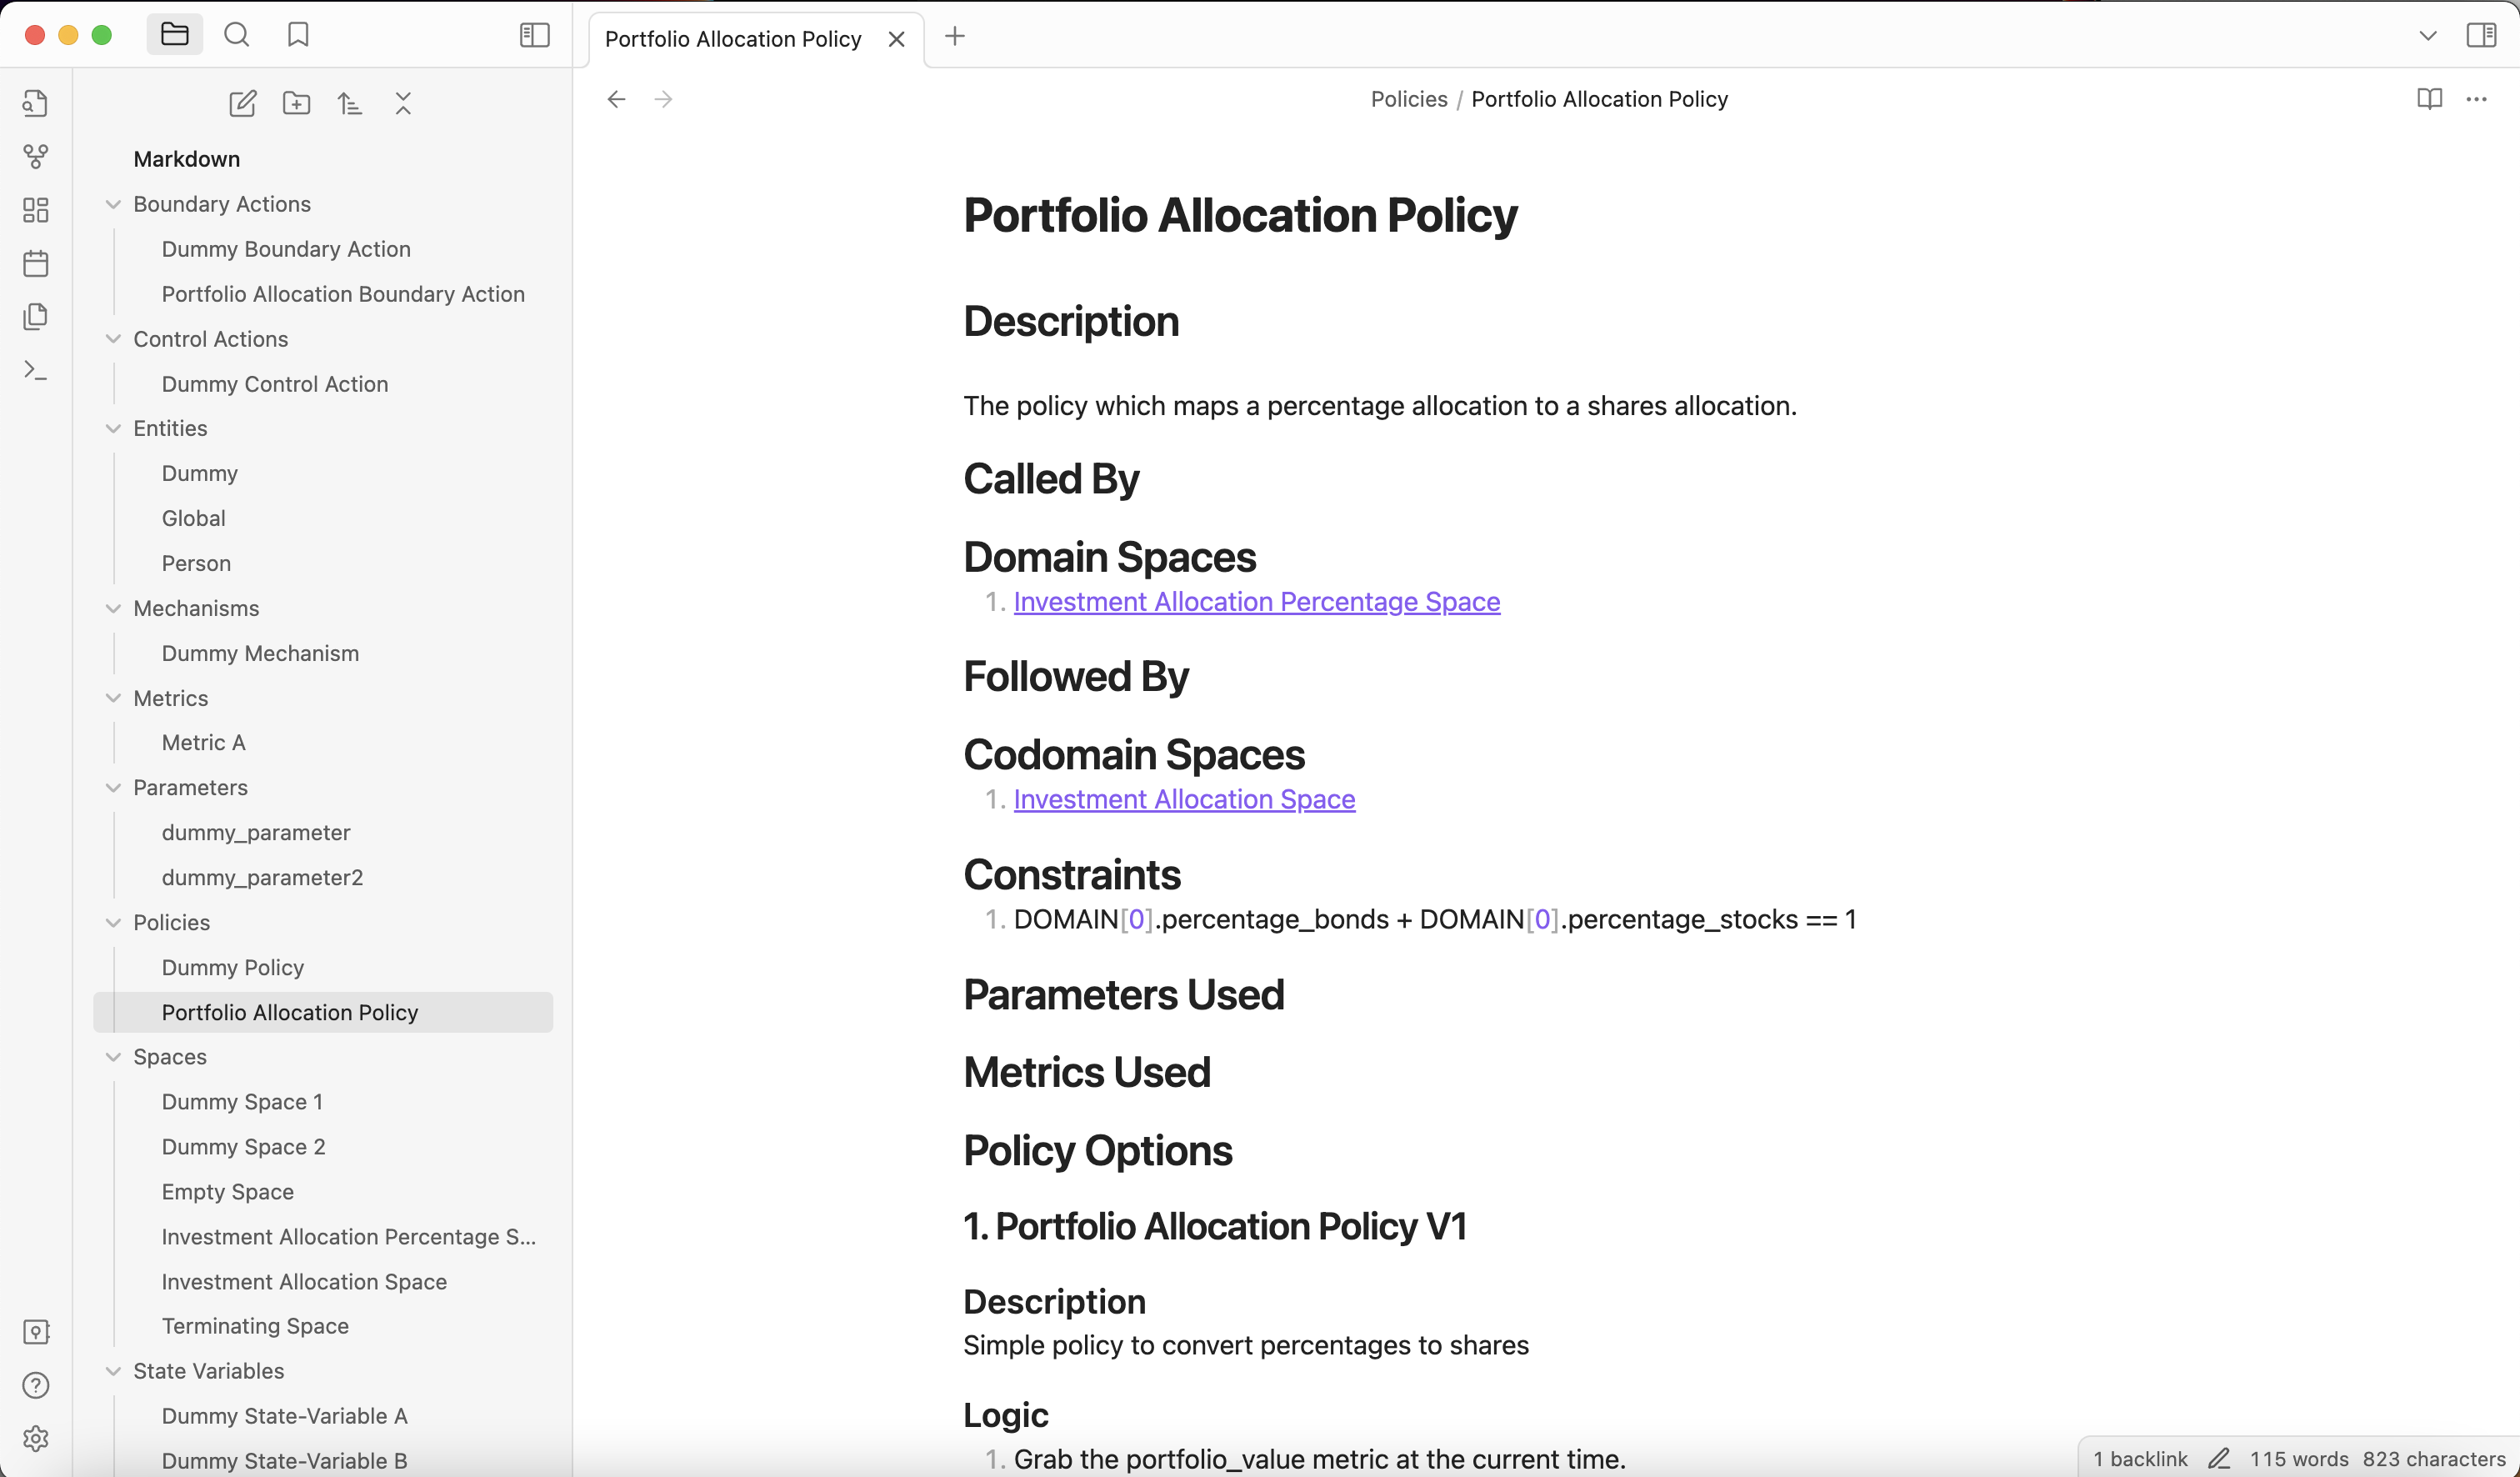 Portfolio Allocation Policy
Policies / Portfolio Allocation Policy
Markdown
Boundary Actions
Dummy Boundary Action
Portfolio Allocation Boundary Action
Control Actions
Dummy Control Action
Entities
Dummy
Global
Person
Mechanisms
Dummy Mechanism
Metrics
Metric A
Parameters
dummy_parameter
dummy_parameter2
Policies
Dummy Policy
Portfolio Allocation Policy
Spaces
Dummy Space 1
Dummy Space 2
Empty Space
Investment Allocation Percentage S...
Investment Allocation Space
Terminating Space
State Variables
Dummy State-Variable A
Dummy State-Variable B
Portfolio Allocation Policy
Description
The policy which maps a percentage allocation to a shares allocation.
Called By
Domain Spaces
1. Investment Allocation Percentage Space
Followed By
Codomain Spaces
1. Investment Allocation Space
Constraints
1. DOMAIN[0].percentage_bonds + DOMAIN[0].percentage_stocks == 1
Parameters Used
Metrics Used
Policy Options
1. Portfolio Allocation Policy V1
Description
Simple policy to convert percentages to shares
Logic
1. Grab the portfolio_value metric at the current time.
1 backlink 115 words 823 characters